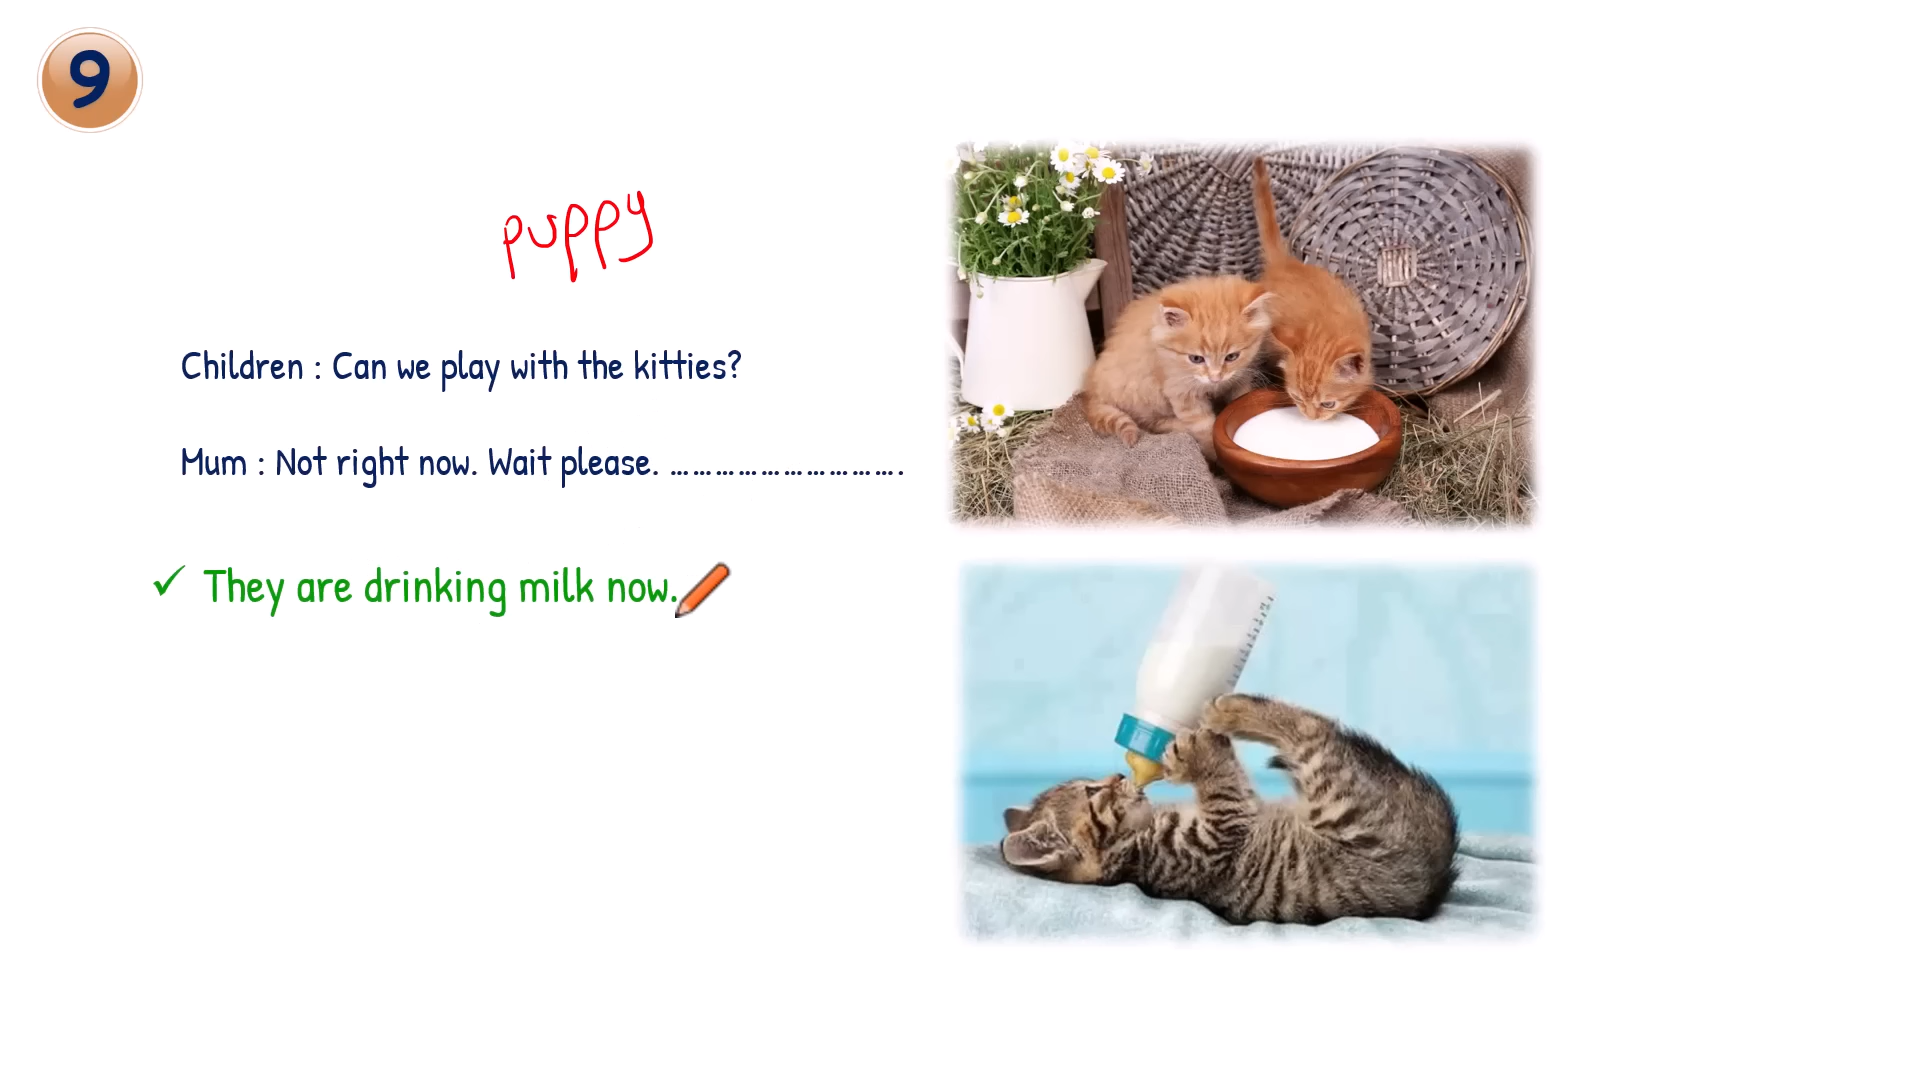 9
puppy
Children : Can we play with the kitties?
Mum : Not right now. Wait please. ................................
✓ They are drinking milk now.